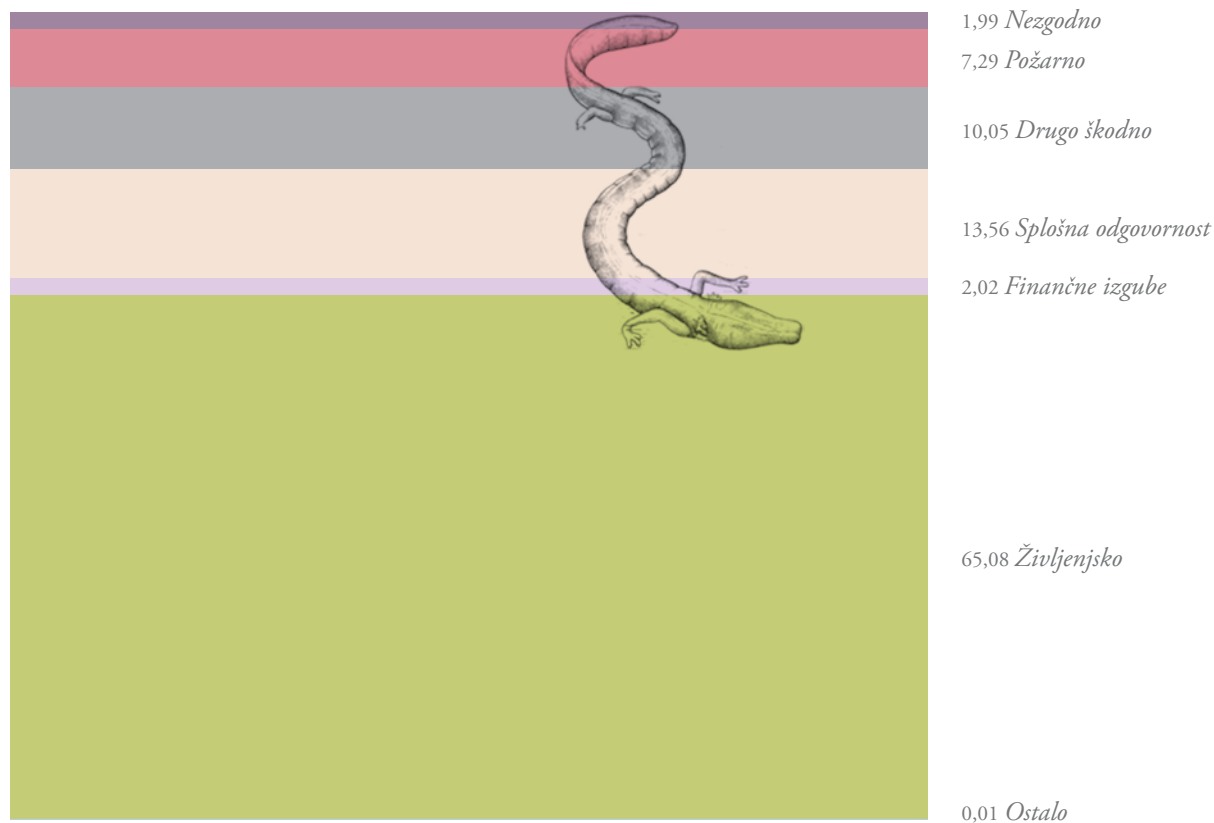 1,99 Nezgodno
7,29 Požarno
10,05 Drugo škodno
13,56 Splošna odgovornost
2,02 Finančne izgube
65,08 Življenjsko
0,01 Ostalo